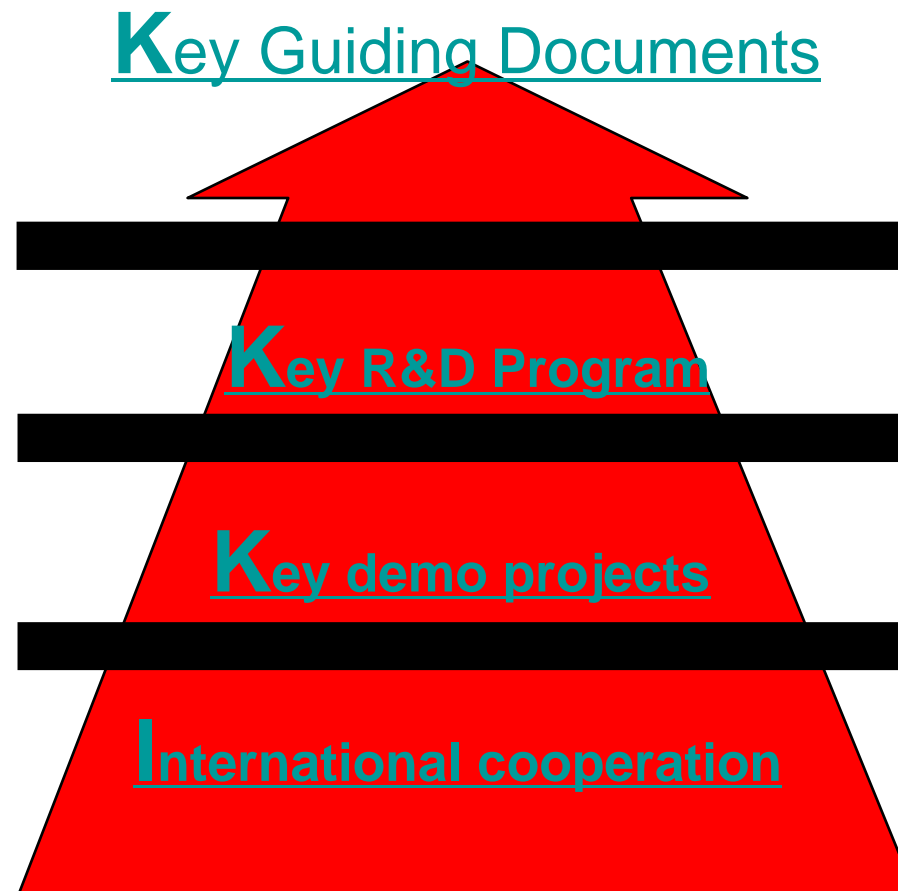 Key Guiding Documents
Key R&D Program
Key demo projects
International cooperation